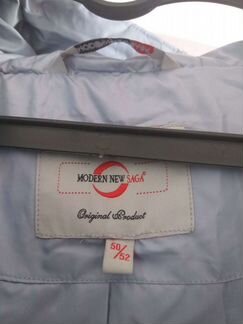 MODERN NEW SAGA®
Original Product
50/52